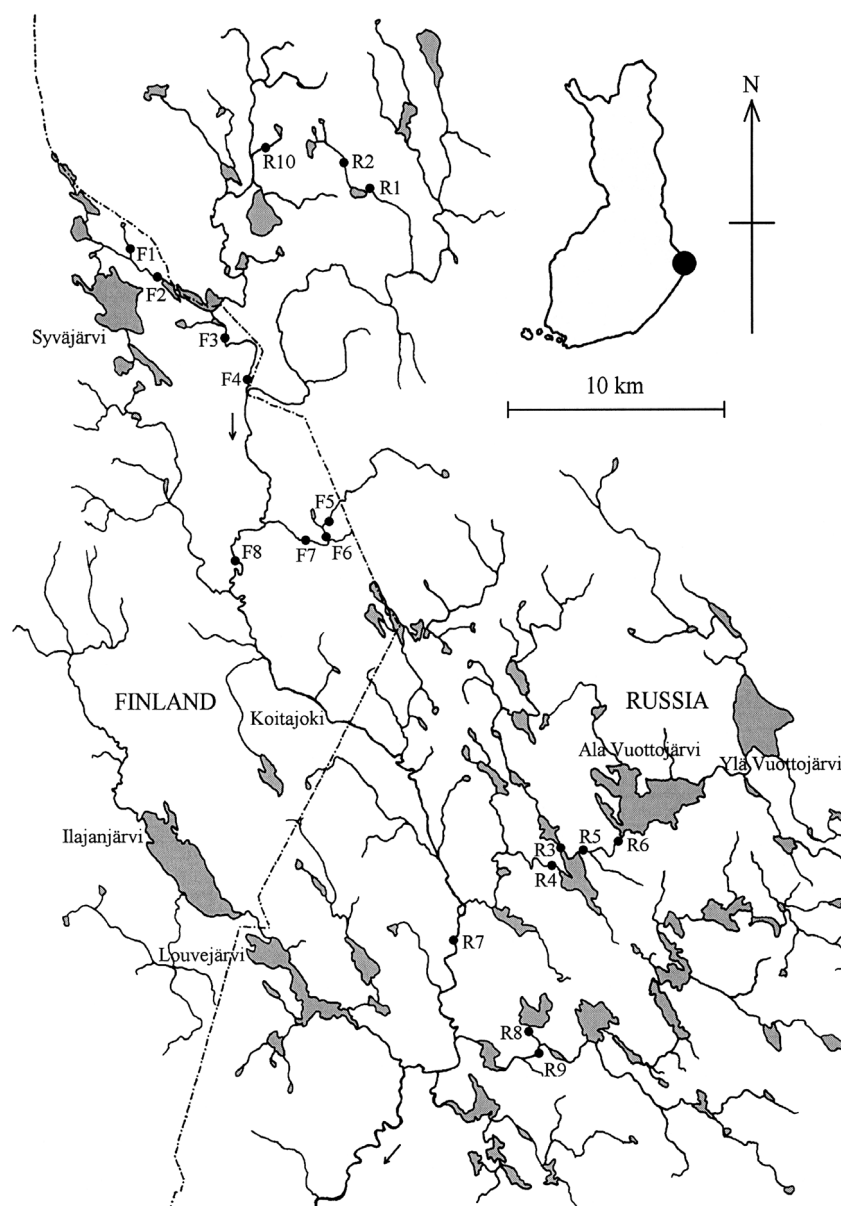 N
R10
R2
R1
F1
F2
Syväjärvi
F3
F4
10 km
F5
F7
F6
F8
FINLAND
Koitajoki
RUSSIA
Ala Vuottojärvi
Ylä Vuottojärvi
Ilajanjärvi
R3
R5
R6
R4
Louvejärvi
R7
R8
R9